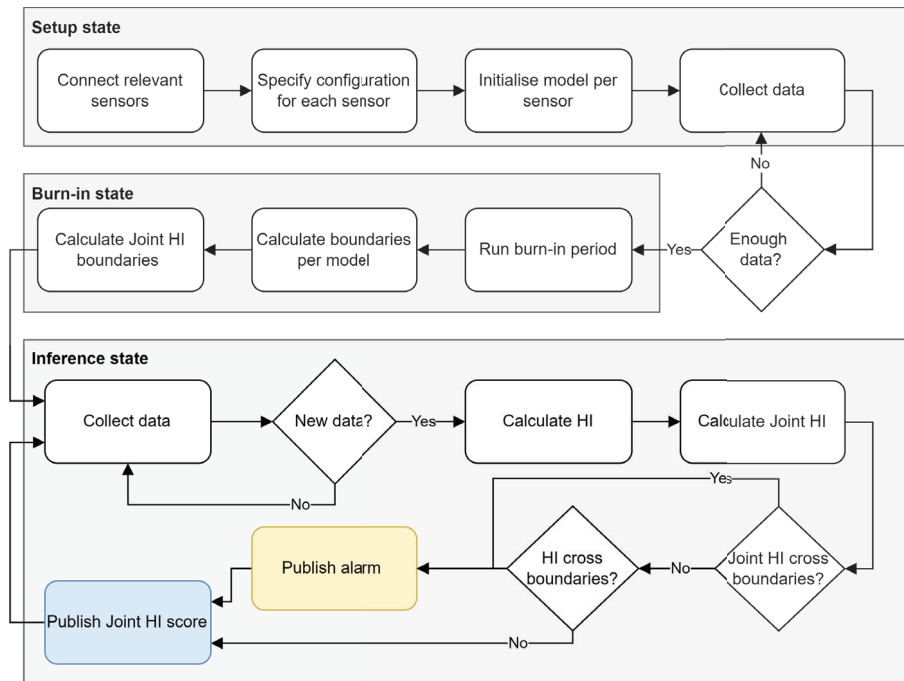 Setup state
Connect relevant
sensors
Specify configuration
for each sensor
Initialise model per
sensor
Collect data
No
Enough
data?
Yes
Burn-in state
Calculate Joint HI
boundaries
Calculate boundaries
per model
Run burn-in period
Inference state
Collect data
New data?
Yes
Calculate HI
Calculate Joint HI
No
Yes
Joint HI cross
boundaries?
No
HI cross
boundaries?
Publish alarm
No
Publish Joint HI score